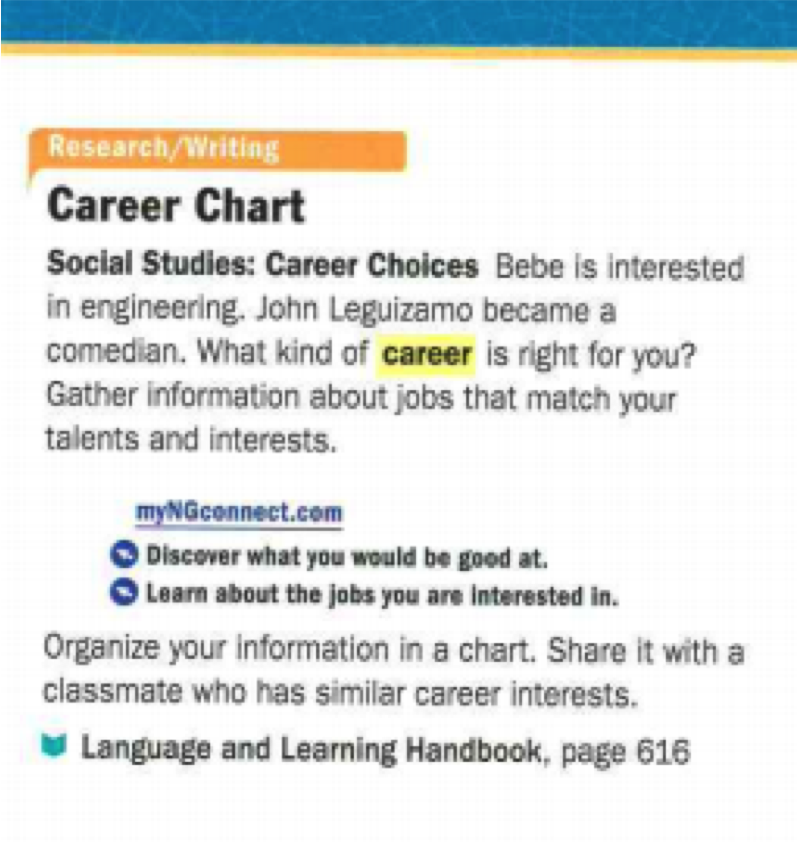 Research/Writing
Career Chart
Social Studies: Career Choices Bebe is interested
in engineering. John Leguizamo became a
comedian. What kind of career is right for you?
Gather information about jobs that match your
talents and interests.
myNGconnect.com
Discover what you would be good at.
Learn about the jobs you are interested in.
Organize your information in a chart. Share it with a
classmate who has similar career interests.
Language and Learning Handbook, page 616